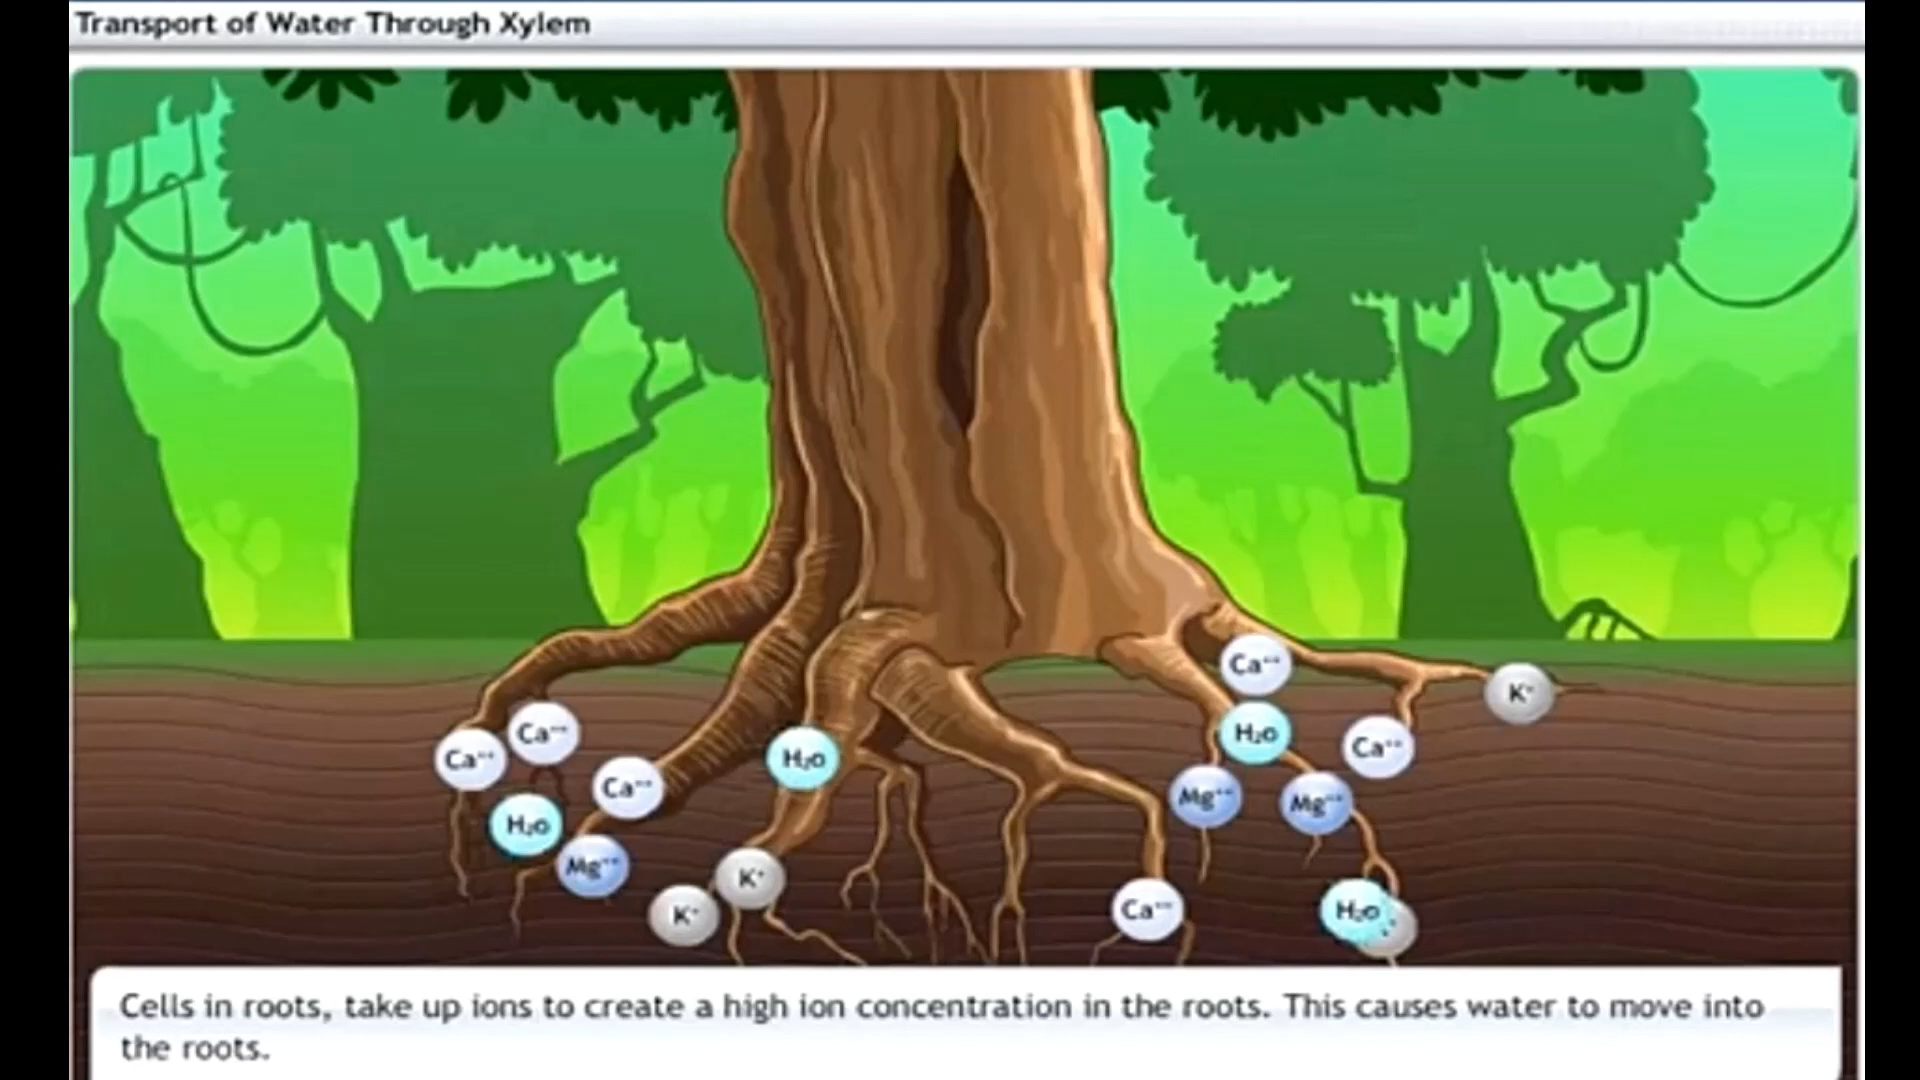 Transport of Water Through Xylem
Ca⁺⁺
K⁺
Ca⁺⁺
H₂o
Ca⁺⁺
Ca⁺⁺
H₂o
Ca⁺⁺
Mg⁺⁺
Mg⁺⁺
H₂o
Mg⁺⁺
K⁺
K⁺
Ca⁺⁺
H₂o
Cells in roots, take up ions to create a high ion concentration in the roots. This causes water to move into
the roots.